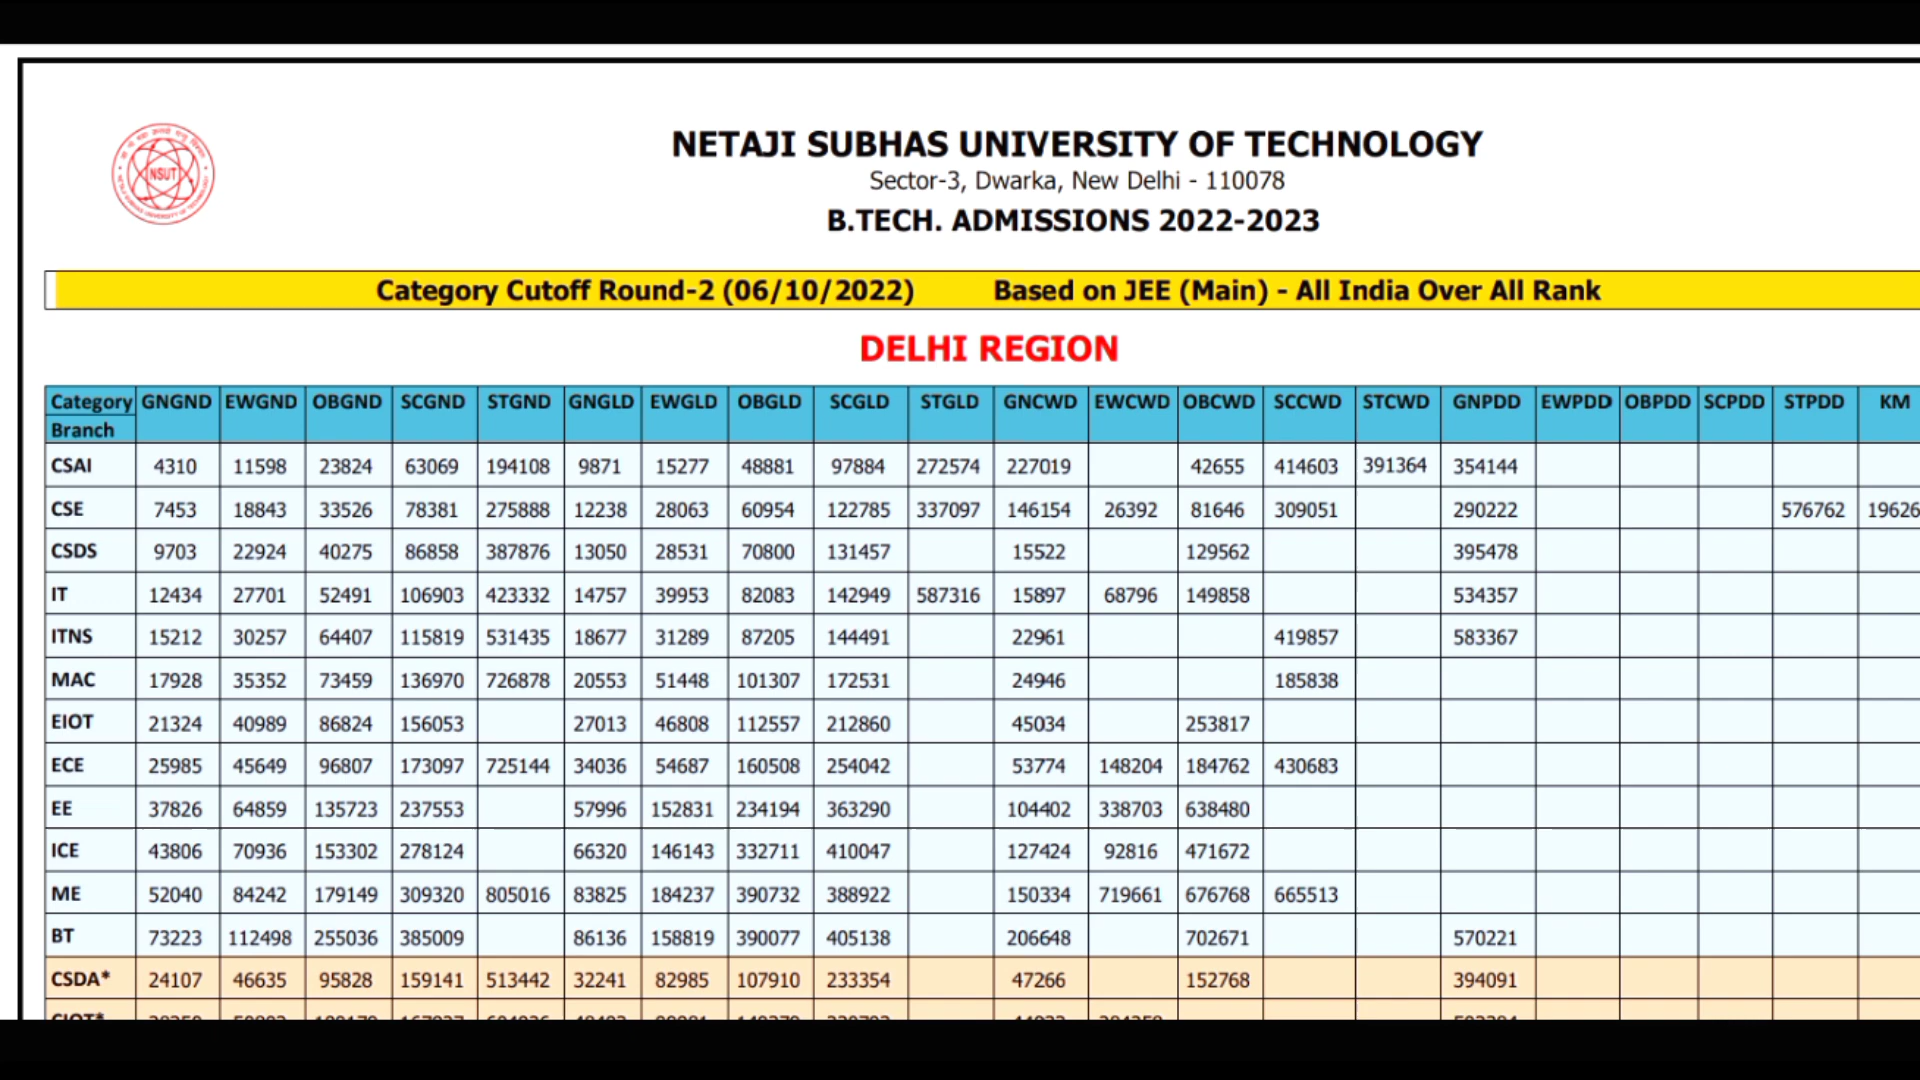 NSUT
NETAJI SUBHAS UNIVERSITY OF TECHNOLOGY
Sector-3, Dwarka, New Delhi - 110078
B.TECH. ADMISSIONS 2022-2023
Category Cutoff Round-2 (06/10/2022) Based on JEE (Main) - All India Over All Rank
DELHI REGION
Category GNGND EWGND OBGND SCGND STGND GNGLD EWGLD OBGLD SCGLD STGLD GNCWD EWCWD OBCWD SCCWD STCWD GNPDD EWPDD OBPDD SCPDD STPDD KM
Branch
CSAI 4310 11598 23824 63069 194108 9871 15277 48881 97884 272574 227019 42655 414603 391364 354144
CSE 7453 18843 33526 78381 275888 12238 28063 60954 122785 337097 146154 26392 81646 309051 290222 576762 19626
CSDS 9703 22924 40275 86858 387876 13050 28531 70800 131457 15522 129562 395478
IT 12434 27701 52491 106903 423332 14757 39953 82083 142949 587316 15897 68796 149858 534357
ITNS 15212 30257 64407 115819 531435 18677 31289 87205 144491 22961 419857 583367
MAC 17928 35352 73459 136970 726878 20553 51448 101307 172531 24946 185838
EIOT 21324 40989 86824 156053 27013 46808 112557 212860 45034 253817
ECE 25985 45649 96807 173097 725144 34036 54687 160508 254042 53774 148204 184762 430683
EE 37826 64859 135723 237553 57996 152831 234194 363290 104402 338703 638480
ICE 43806 70936 153302 278124 66320 146143 332711 410047 127424 92816 471672
ME 52040 84242 179149 309320 805016 83825 184237 390732 388922 150334 719661 676768 665513
BT 73223 112498 255036 385009 86136 158819 390077 405138 206648 702671 570221
CSDA* 24107 46635 95828 159141 513442 32241 82985 107910 233354 47266 152768 394091